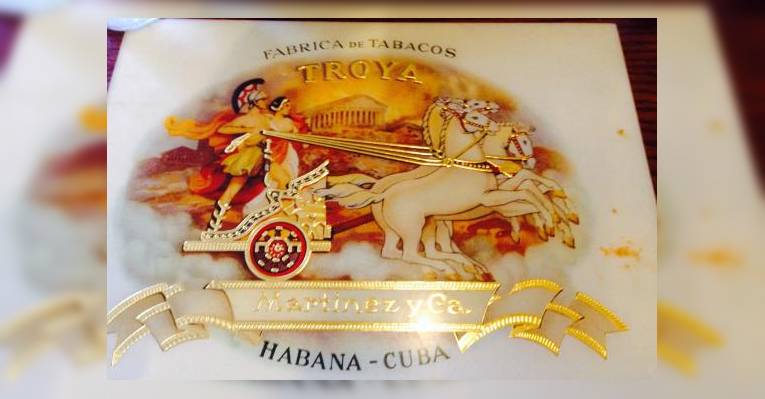 FABRICA DE TABACOS
TROYA
Martinez y Ca.
HABANA - CUBA